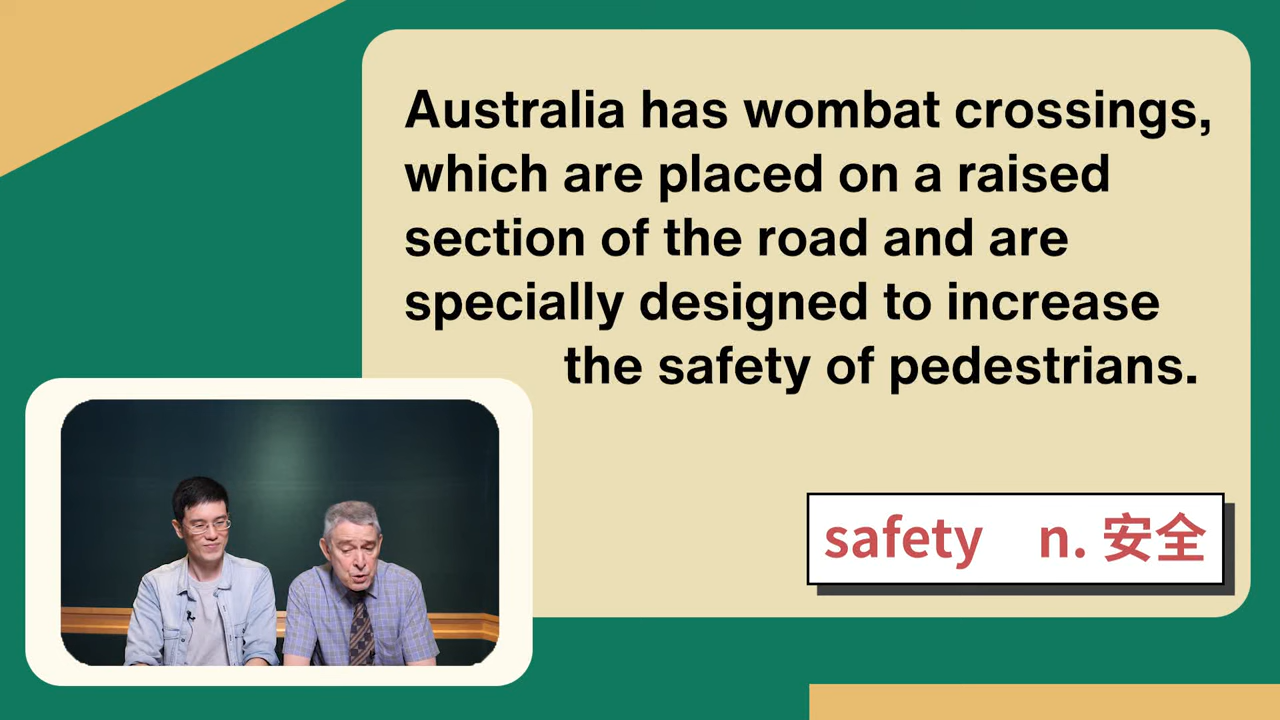 Australia has wombat crossings,
which are placed on a raised
section of the road and are
specially designed to increase
the safety of pedestrians.
safety n. 安全